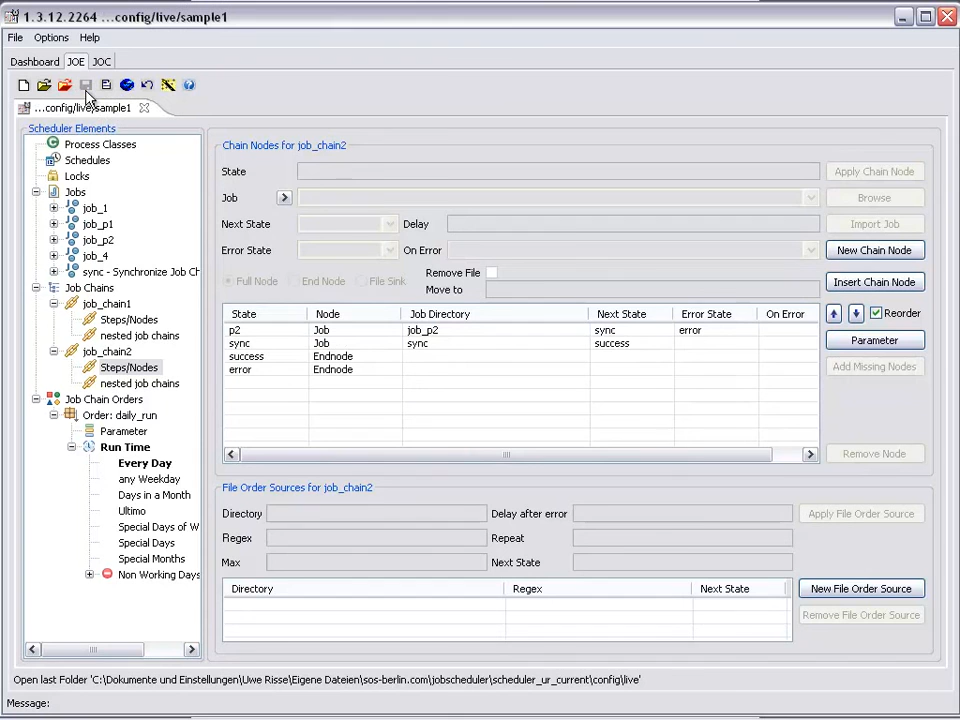 1.3.12.2264 ...config/live/sample1
File Options Help
Dashboard JOE JOC
...config/live/sample1
Scheduler Elements
Process Classes
Schedules
Locks
Jobs
job_1
job_p1
job_p2
job_4
sync - Synchronize Job Ch
Job Chains
job_chain1
Steps/Nodes
nested job chains
job_chain2
Steps/Nodes
nested job chains
Job Chain Orders
Order: daily_run
Parameter
Run Time
Every Day
any Weekday
Days in a Month
Ultimo
Special Days of W
Special Days
Special Months
Non Working Days
Chain Nodes for job_chain2
State Apply Chain Node
Job Browse
Next State Delay Import Job
Error State On Error New Chain Node
Full Node End Node File Sink Remove File
Move to Insert Chain Node
State Node Job Directory Next State Error State On Error Reorder
p2 Job job_p2 sync error
sync Job sync success
success Endnode
error Endnode
Parameter
Add Missing Nodes
Remove Node
File Order Sources for job_chain2
Directory Delay after error Apply File Order Source
Regex Repeat
Max Next State
Directory Regex Next State New File Order Source
Remove File Order Source
Open last Folder 'C:\Dokumente und Einstellungen\Uwe Risse\Eigene Dateien\sos-berlin.com\jobscheduler\scheduler_ur_current\config\live'
Message: